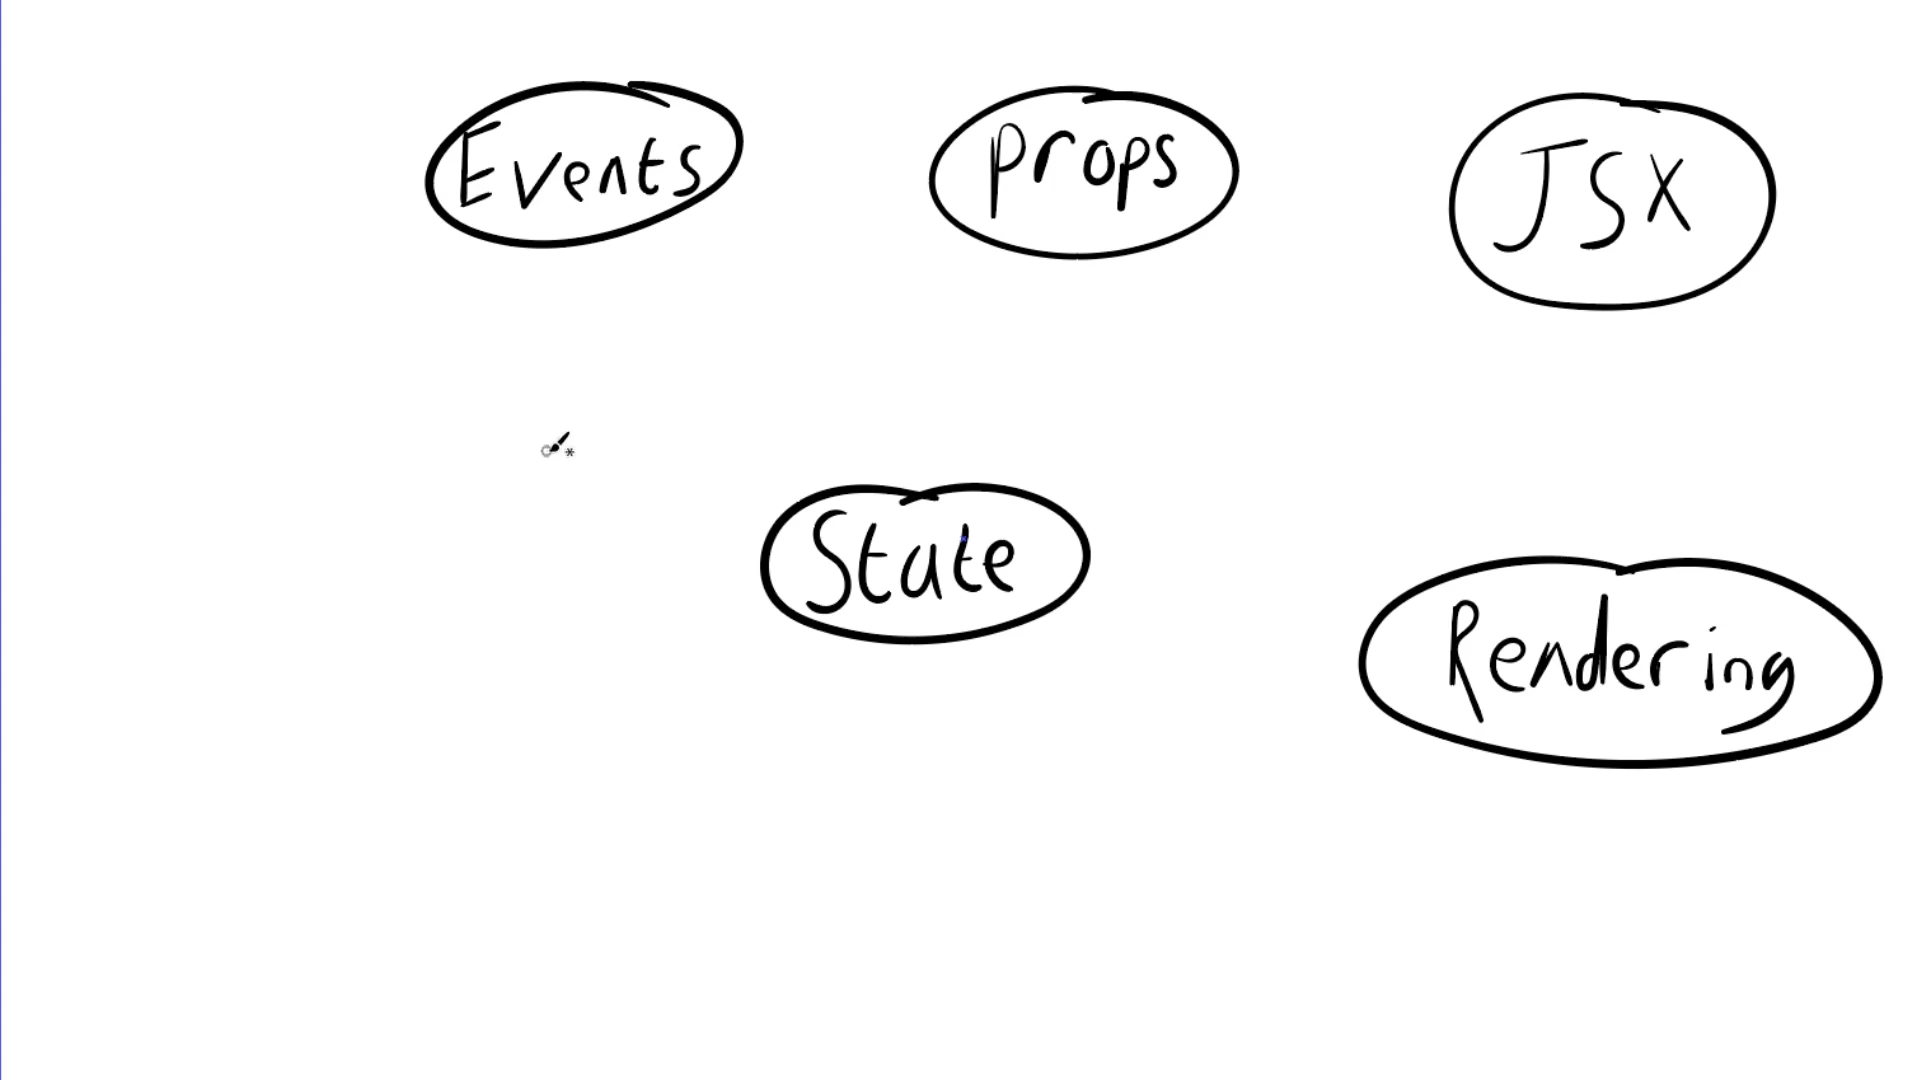 Events
props
JSX
State
Rendering